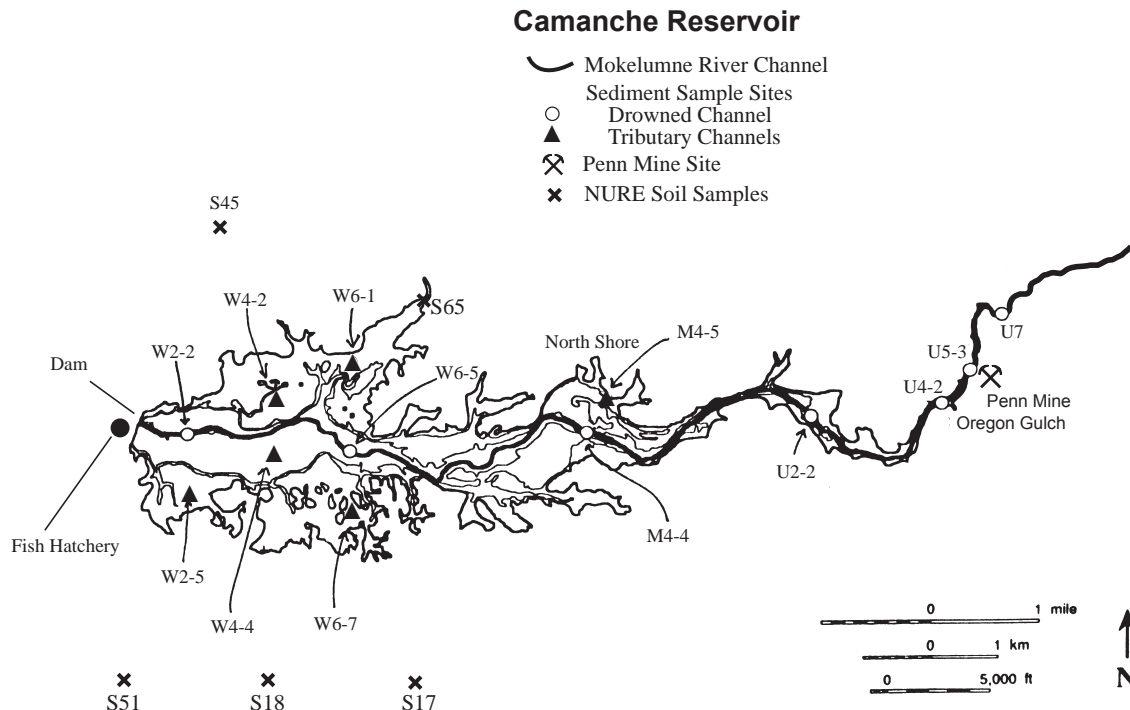 Camanche Reservoir
Mokelumne River Channel
Sediment Sample Sites
Drowned Channel
Tributary Channels
Penn Mine Site
NURE Soil Samples
S45
W4-2
W6-1
S65
W2-2
Dam
North Shore
M4-5
W6-5
U7
U5-3
U4-2
Penn Mine
Oregon Gulch
U2-2
Fish Hatchery
W2-5
M4-4
W4-4
W6-7
0 1 mile
0 1 km
0 5,000 ft
N
S51
S18
S17